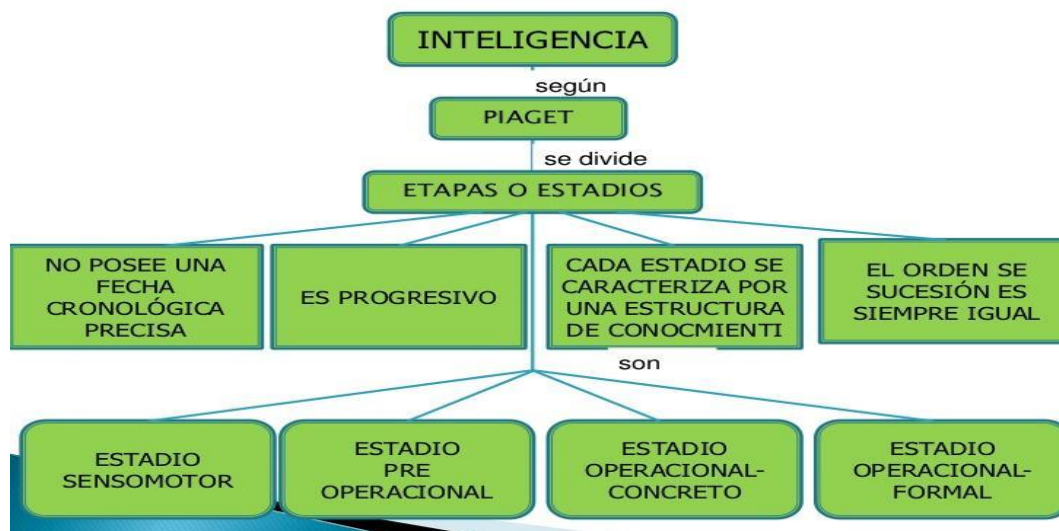 INTELIGENCIA
según
PIAGET
se divide
ETAPAS O ESTADIOS
NO POSEE UNA
FECHA
CRONOLÓGICA
PRECISA
ES PROGRESIVO
CADA ESTADIO SE
CARACTERIZA POR
UNA ESTRUCTURA
DE CONOCMIENTI
EL ORDEN SE
SUCESIÓN ES
SIEMPRE IGUAL
son
ESTADIO
SENSOMOTOR
ESTADIO
PRE
OPERACIONAL
ESTADIO
OPERACIONAL-
CONCRETO
ESTADIO
OPERACIONAL-
FORMAL